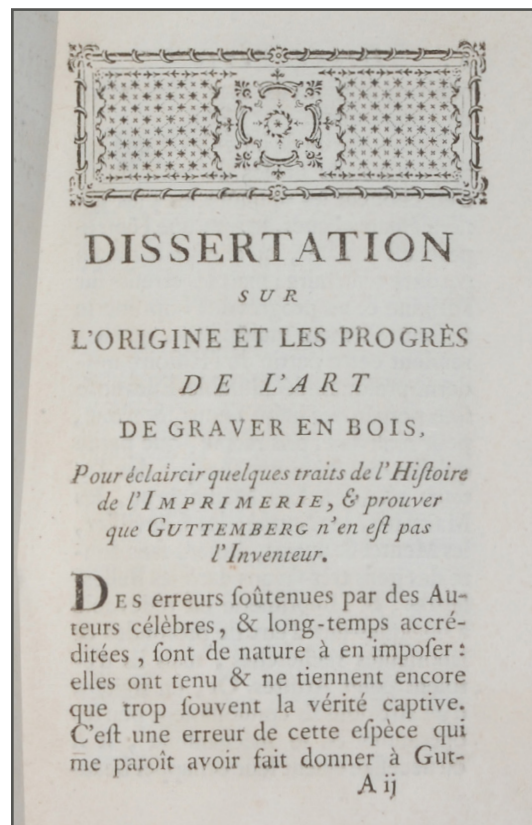 DISSERTATION
SUR
L'ORIGINE ET LES PROGRÈS
DE L'ART
DE GRAVER EN BOIS,
Pour éclaircir quelques traits de l'Hiſtoire
de l'IMPRIMERIE, & prouver
que GUTTEMBERG n'en eſt pas
l'Inventeur.
DES erreurs ſoûtenues par des Au-
teurs célèbres, & long-temps accré-
ditées, ſont de nature à en impoſer :
elles ont tenu & ne tiennent encore
que trop ſouvent la vérité captive.
C'eſt une erreur de cette eſpèce qui
me paroît avoir fait donner à Gut-
A ij